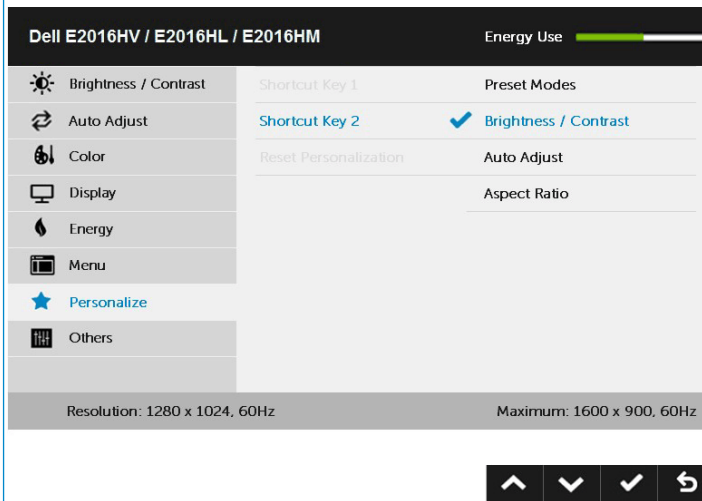 Dell E2016HV / E2016HL / E2016HM
Energy Use
Brightness / Contrast
Shortcut Key 1
Preset Modes
Auto Adjust
Shortcut Key 2
Brightness / Contrast
Color
Reset Personalization
Auto Adjust
Display
Aspect Ratio
Energy
Menu
Personalize
Others
Resolution: 1280 x 1024, 60Hz
Maximum: 1600 x 900, 60Hz